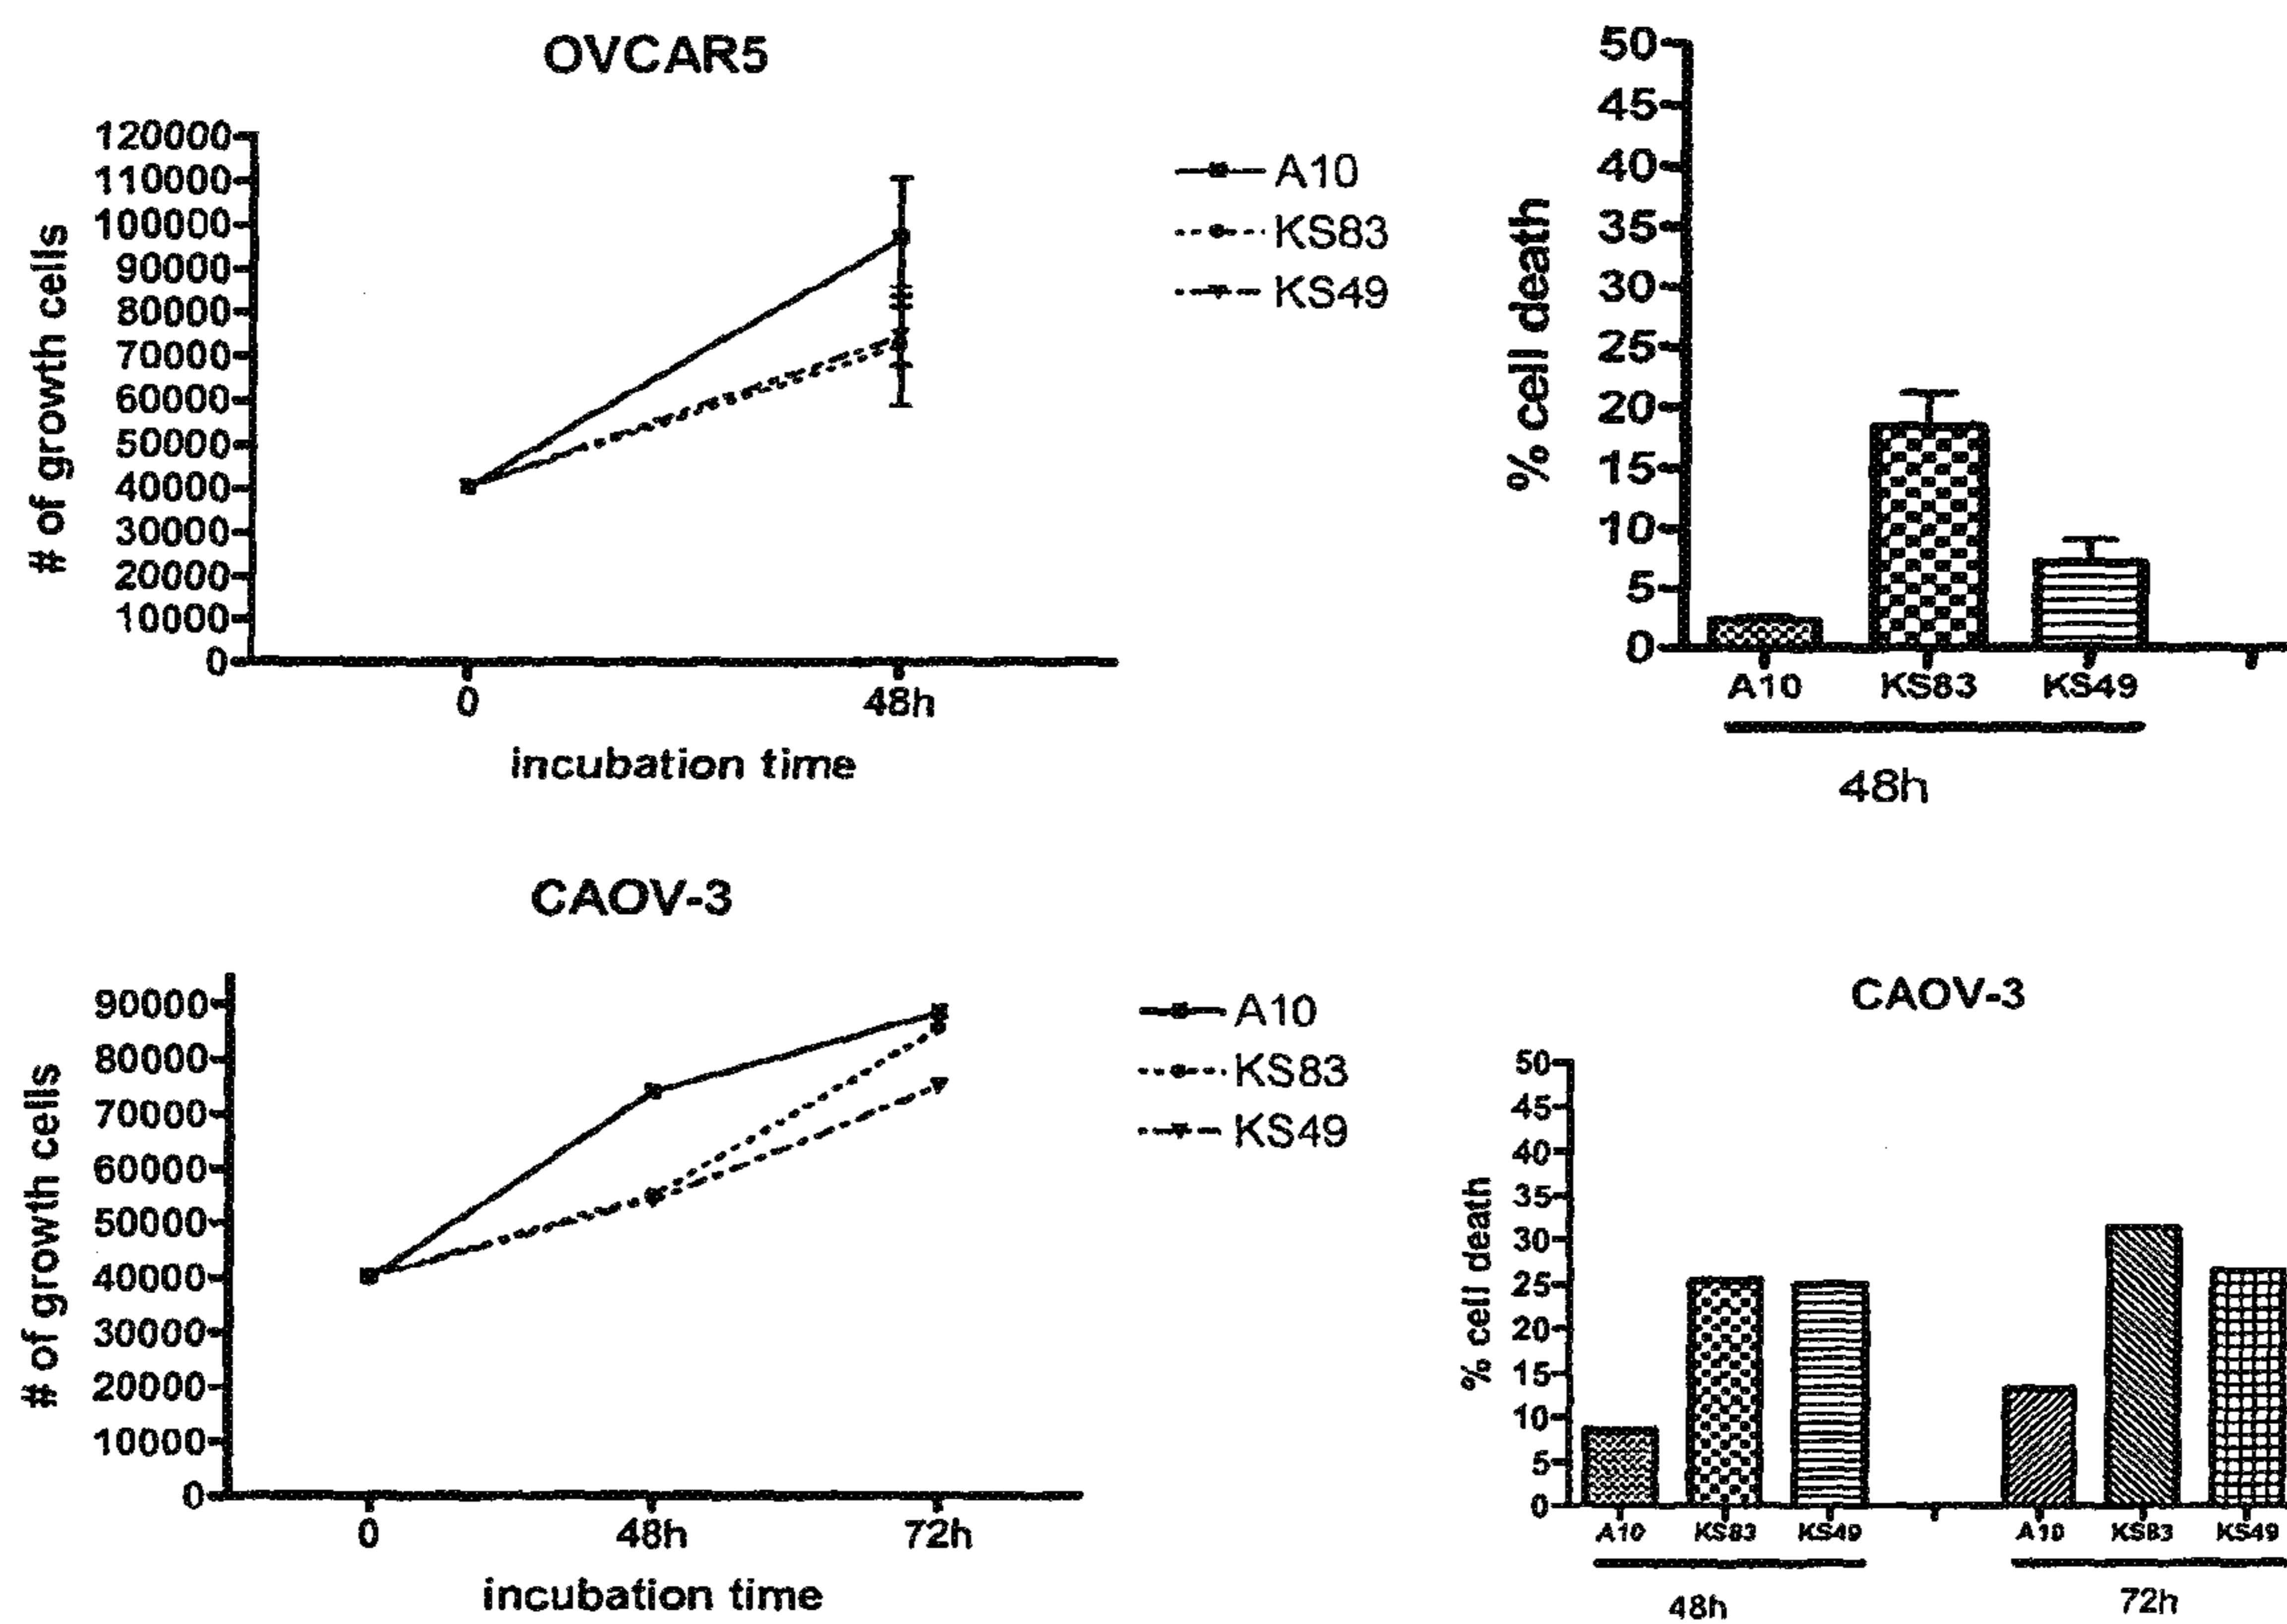 OVCAR5
# of growth cells
120000
110000
100000
90000
80000
70000
60000
50000
40000
30000
20000
10000
0
0
48h
incubation time
A10
KS83
KS49
% cell death
50
45
40
35
30
25
20
15
10
5
0
A10
KS83
KS49
48h
CAOV-3
# of growth cells
90000
80000
70000
60000
50000
40000
30000
20000
10000
0
0
48h
72h
incubation time
A10
KS83
KS49
CAOV-3
% cell death
50
45
40
35
30
25
20
15
10
5
0
A10
KS83
KS49
A10
KS83
KS49
48h
72h